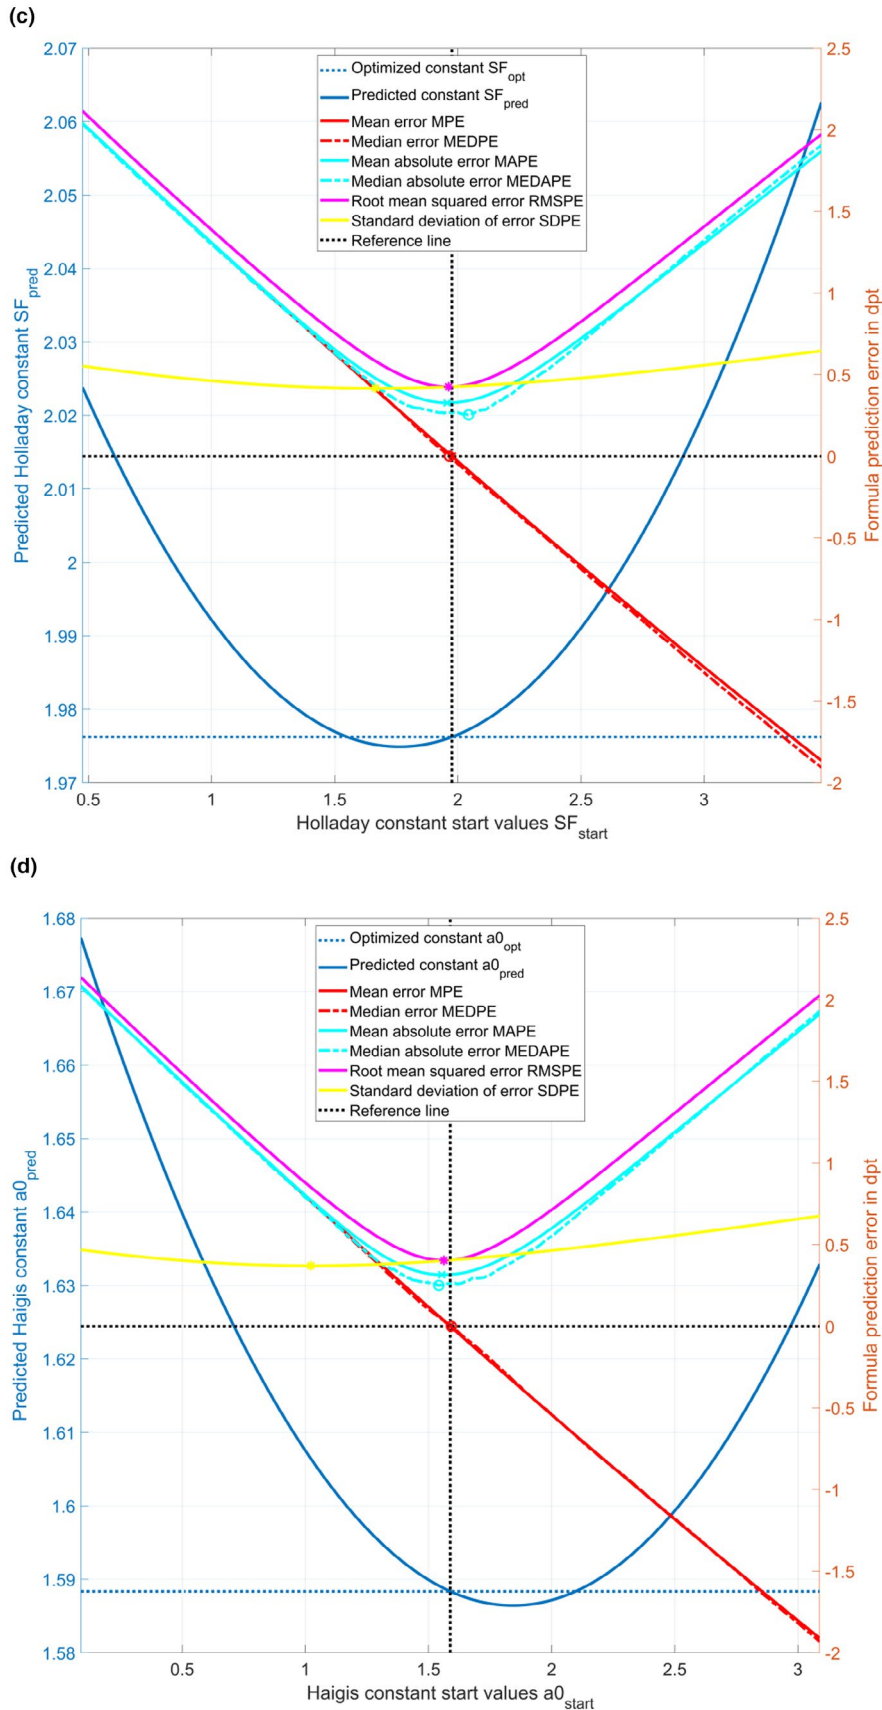 (c)
2.07
2.06
2.05
2.04
2.03
2.02
2.01
2
1.99
1.98
1.97
Predicted Holladay constant SFpred
Optimized constant SFopt
Predicted constant SFpred
Mean error MPE
Median error MEDPE
Mean absolute error MAPE
Median absolute error MEDAPE
Root mean squared error RMSPE
Standard deviation of error SDPE
Reference line
2.5
2
1.5
1
0.5
0
-0.5
-1
-1.5
-2
Formula prediction error in dpt
0.5 1 1.5 2 2.5 3
Holladay constant start values SFstart
(d)
1.68
1.67
1.66
1.65
1.64
1.63
1.62
1.61
1.6
1.59
1.58
Predicted Haigis constant a0pred
Optimized constant a0opt
Predicted constant a0pred
Mean error MPE
Median error MEDPE
Mean absolute error MAPE
Median absolute error MEDAPE
Root mean squared error RMSPE
Standard deviation of error SDPE
Reference line
2.5
2
1.5
1
0.5
0
-0.5
-1
-1.5
-2
Formula prediction error in dpt
0.5 1 1.5 2 2.5 3
Haigis constant start values a0start